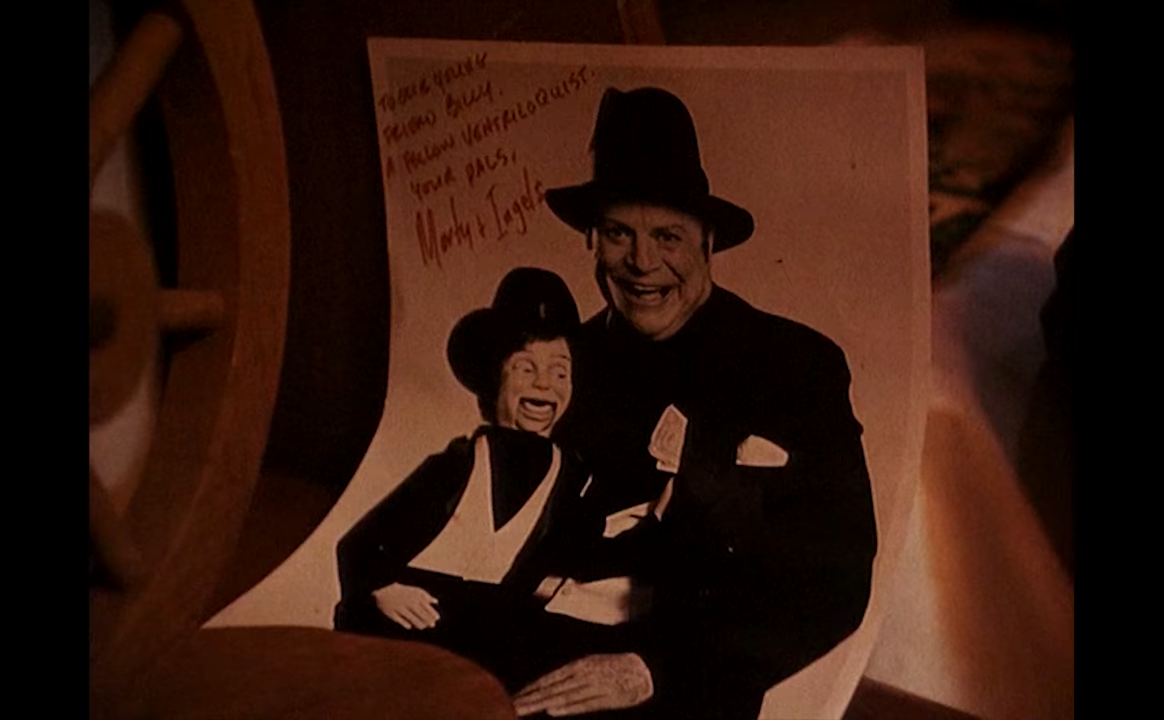 TO OUR YOUNG
FRIEND BILLY.
A FELLOW VENTRILOQUIST.
YOUR PALS,
Marty + Ingels